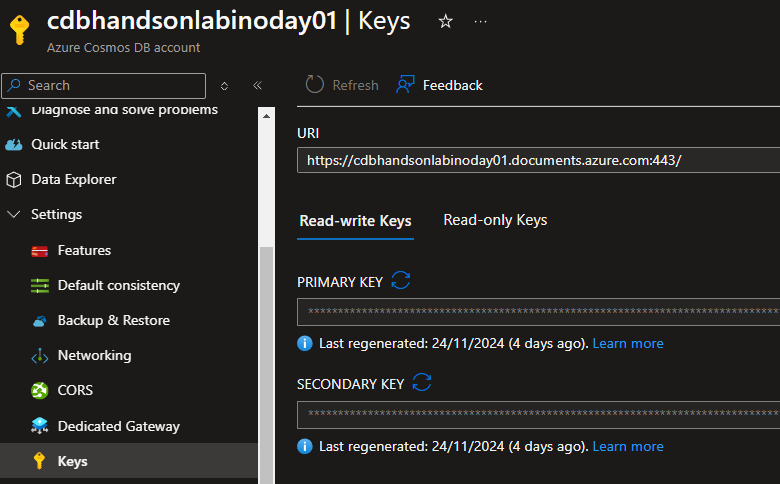 cdbhandsonlabinoday01 | Keys
Azure Cosmos DB account
Search
Diagnose and solve problems
Quick start
Data Explorer
Settings
Features
Default consistency
Backup & Restore
Networking
CORS
Dedicated Gateway
Keys
Refresh
Feedback
URI
https://cdbhandsonlabinoday01.documents.azure.com:443/
Read-write Keys
Read-only Keys
PRIMARY KEY
Last regenerated: 24/11/2024 (4 days ago). Learn more
SECONDARY KEY
Last regenerated: 24/11/2024 (4 days ago). Learn more